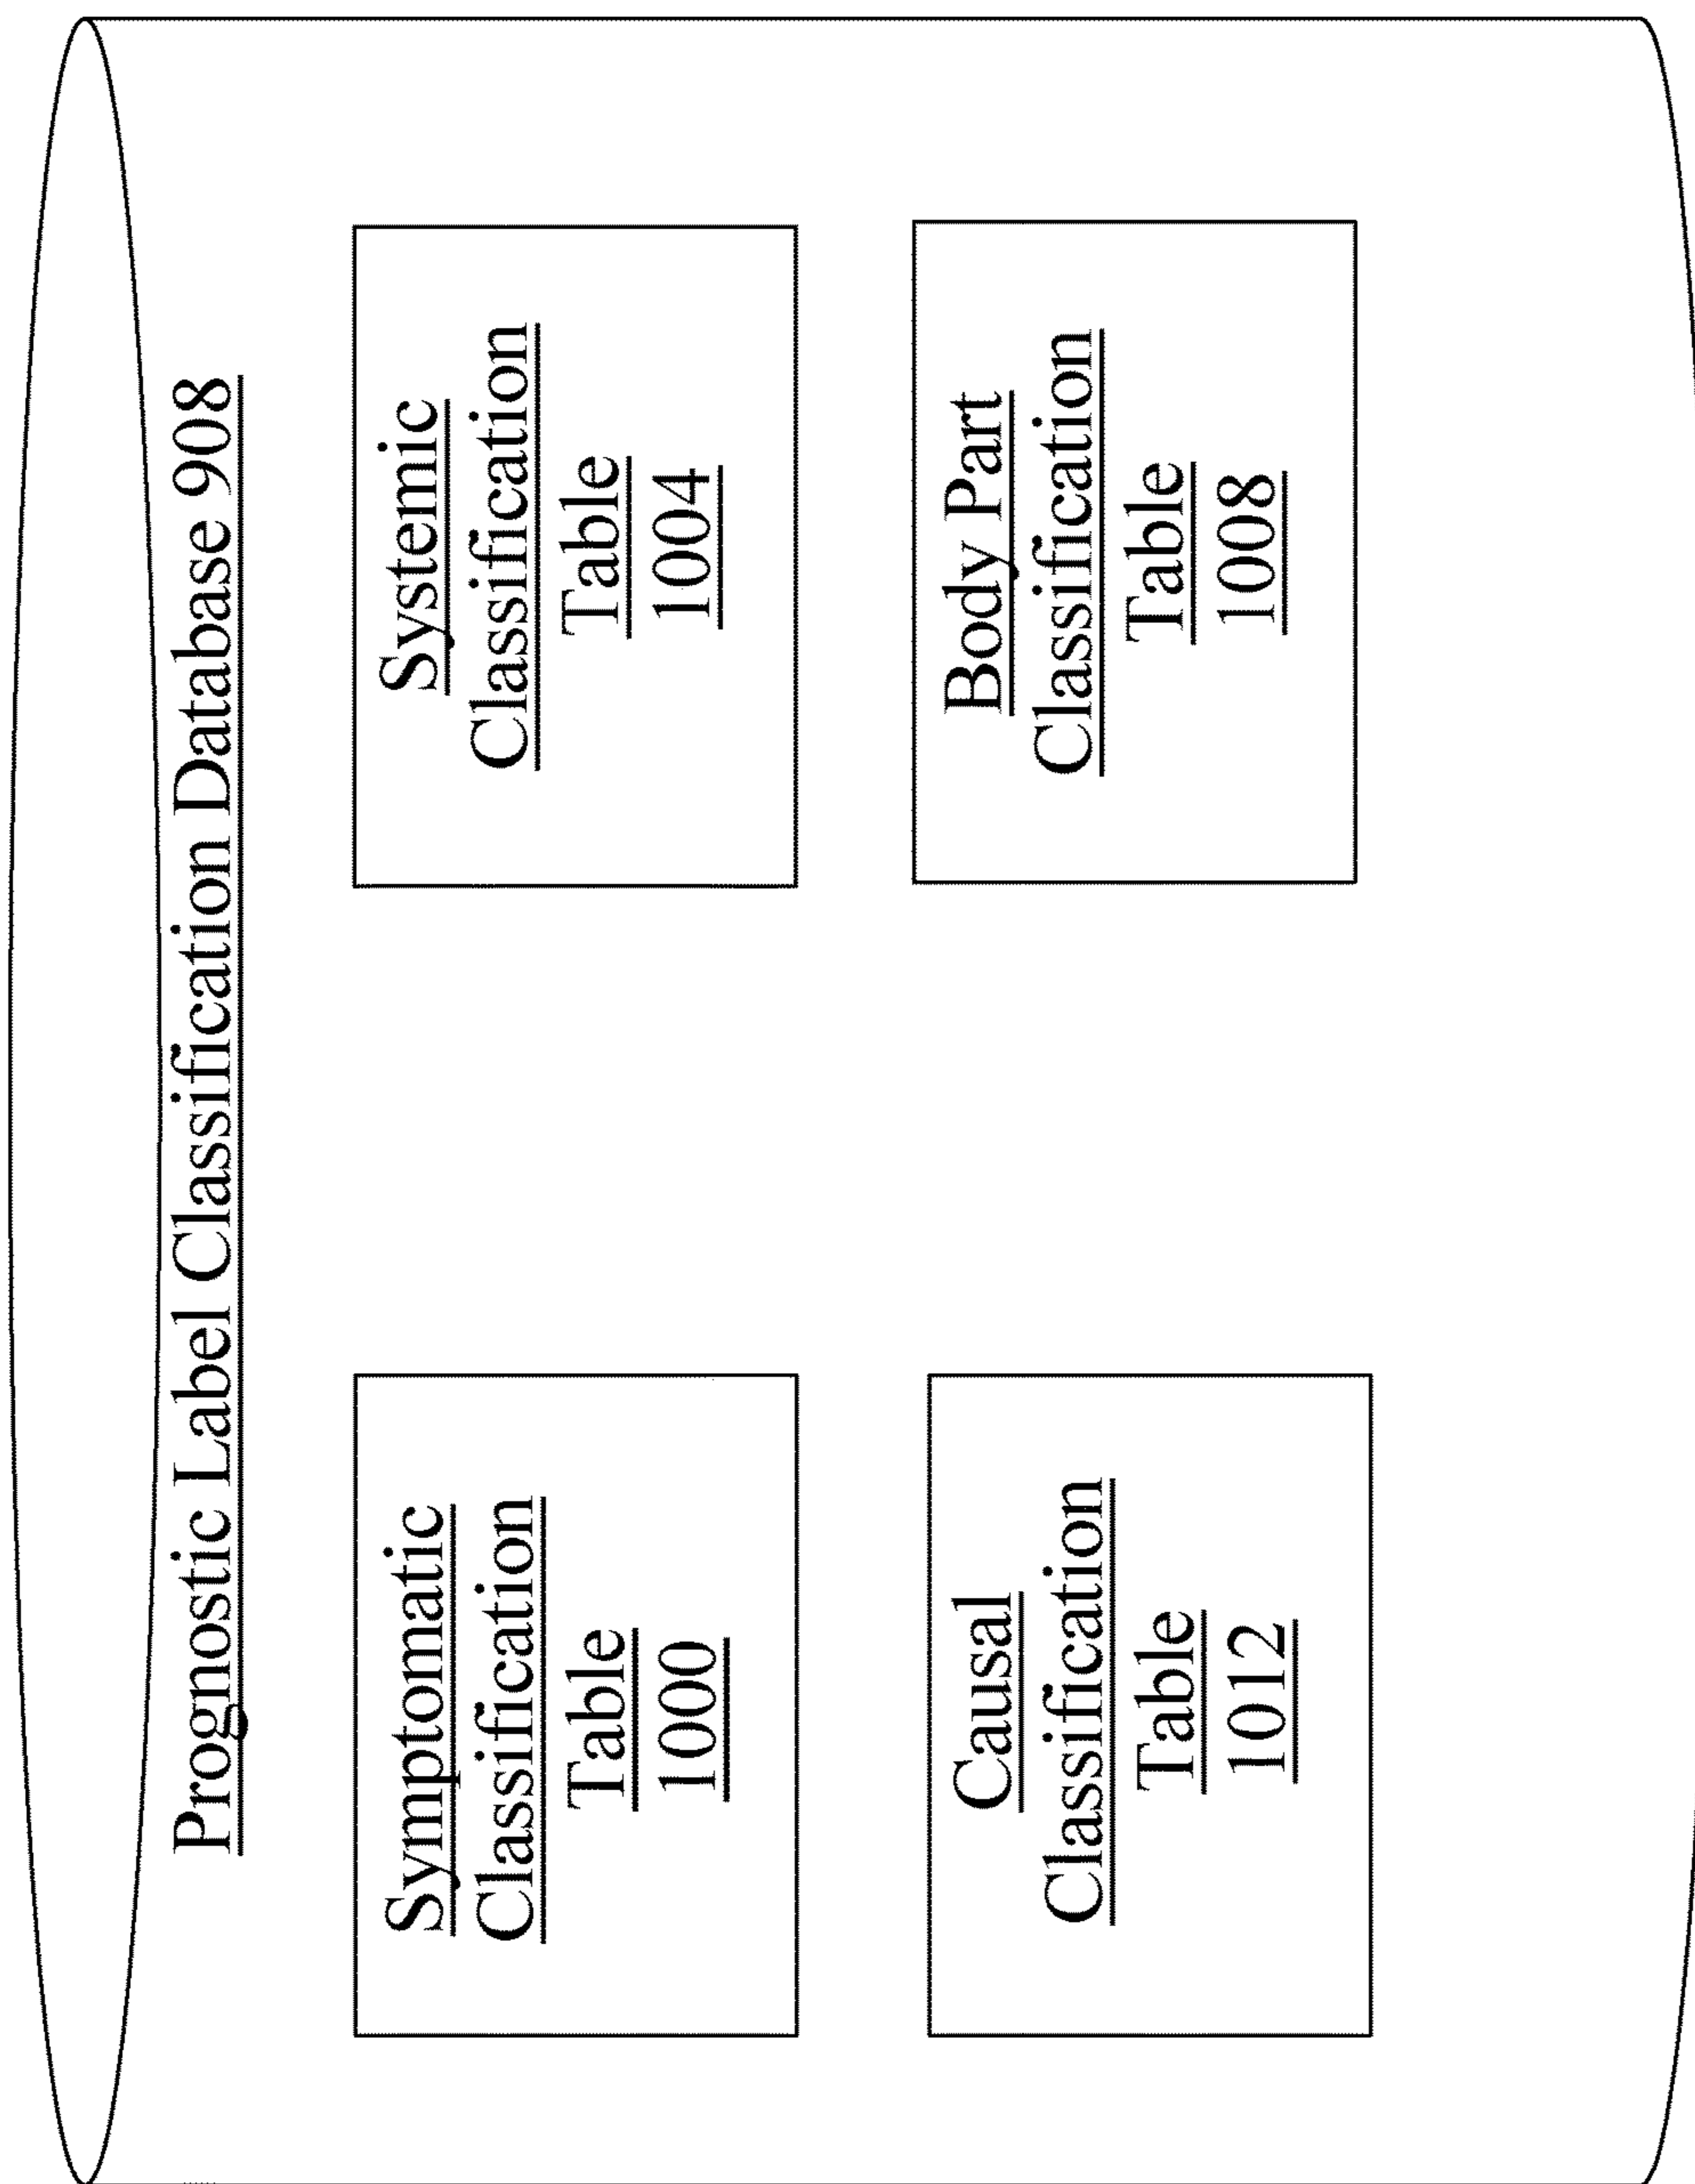 Prognostic Label Classification Database 908
Symptomatic
Classification
Table
1000
Systemic
Classification
Table
1004
Causal
Classification
Table
1012
Body Part
Classification
Table
1008